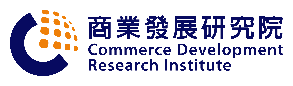 商業發展研究院
Commerce Development
Research Institute